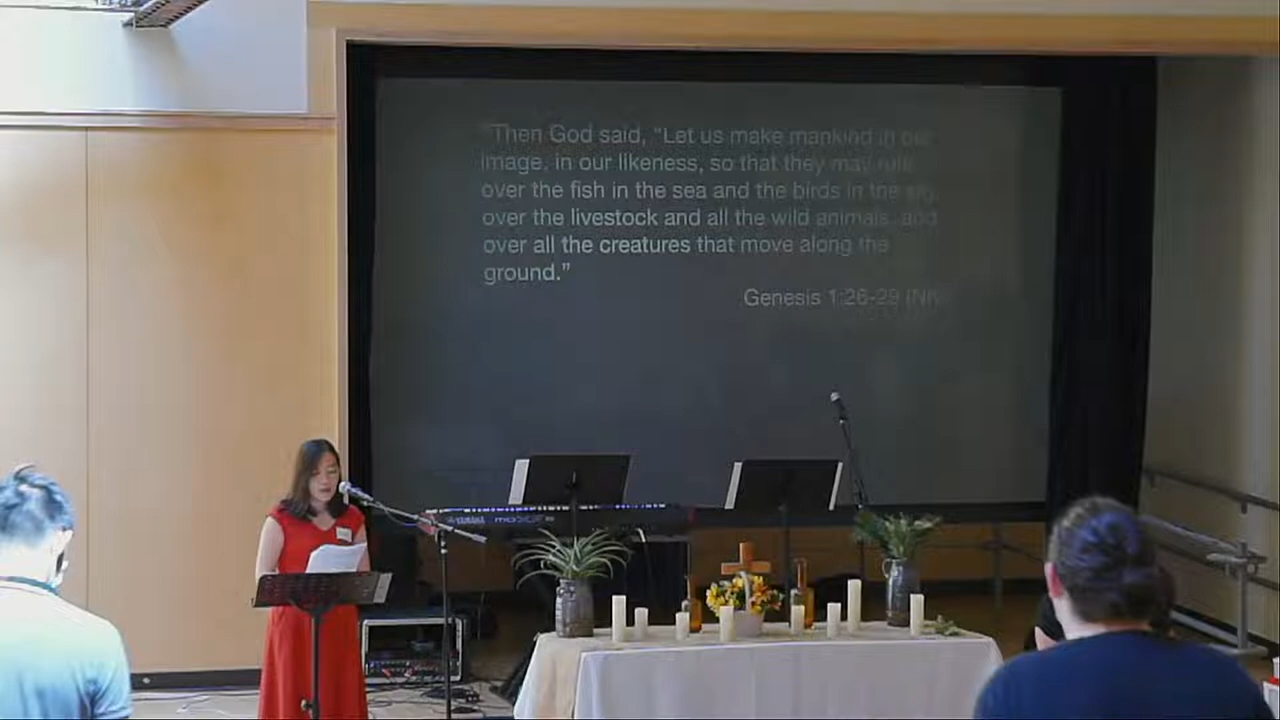 "Then God said, "Let us make mankind in our
image, in our likeness, so that they may rule
over the fish in the sea and the birds in the sky,
over the livestock and all the wild animals, and
over all the creatures that move along the
ground."
Genesis 1:26-29 (NIV